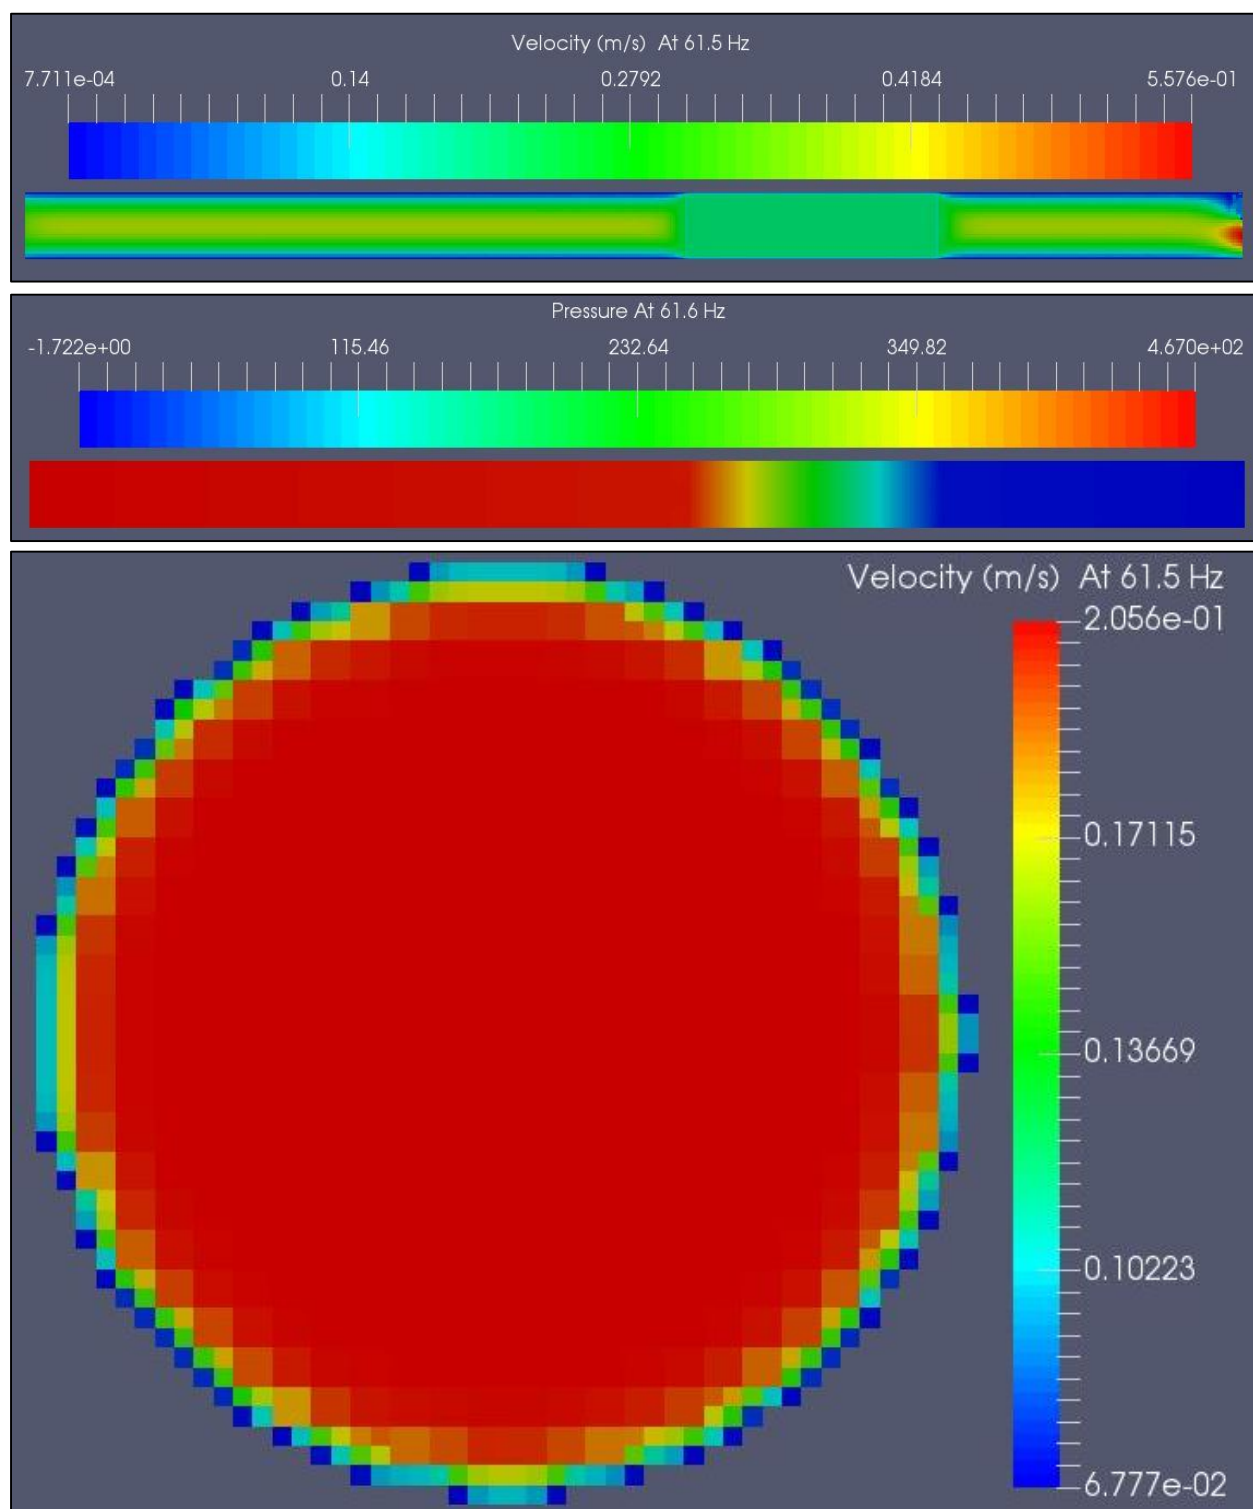 Velocity (m/s) At 61.5 Hz
7.711e-04 0.14 0.2792 0.4184 5.576e-01
Pressure At 61.6 Hz
-1.722e+00 115.46 232.64 349.82 4.670e+02
Velocity (m/s) At 61.5 Hz
2.056e-01
0.17115
0.13669
0.10223
6.777e-02